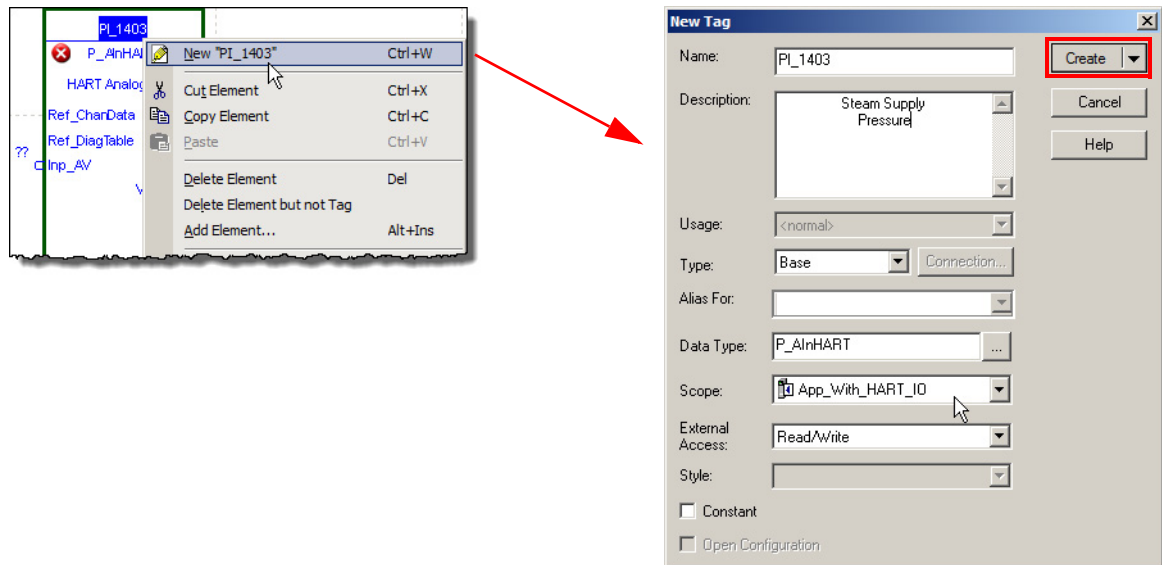 PI_1403
P_AInHA
HART Analog
Ref_ChanData
Ref_DiagTable
??
Inp_AV
V
New "PI_1403" Ctrl+W
Cut Element Ctrl+X
Copy Element Ctrl+C
Paste Ctrl+V
Delete Element Del
Delete Element but not Tag
Add Element... Alt+Ins
New Tag
Name: PI_1403
Create
Description: Steam Supply
Pressure
Cancel
Help
Usage: <normal>
Type: Base Connection...
Alias For:
Data Type: P_AInHART ...
Scope: App_With_HART_IO
External
Access: Read/Write
Style:
Constant
Open Configuration